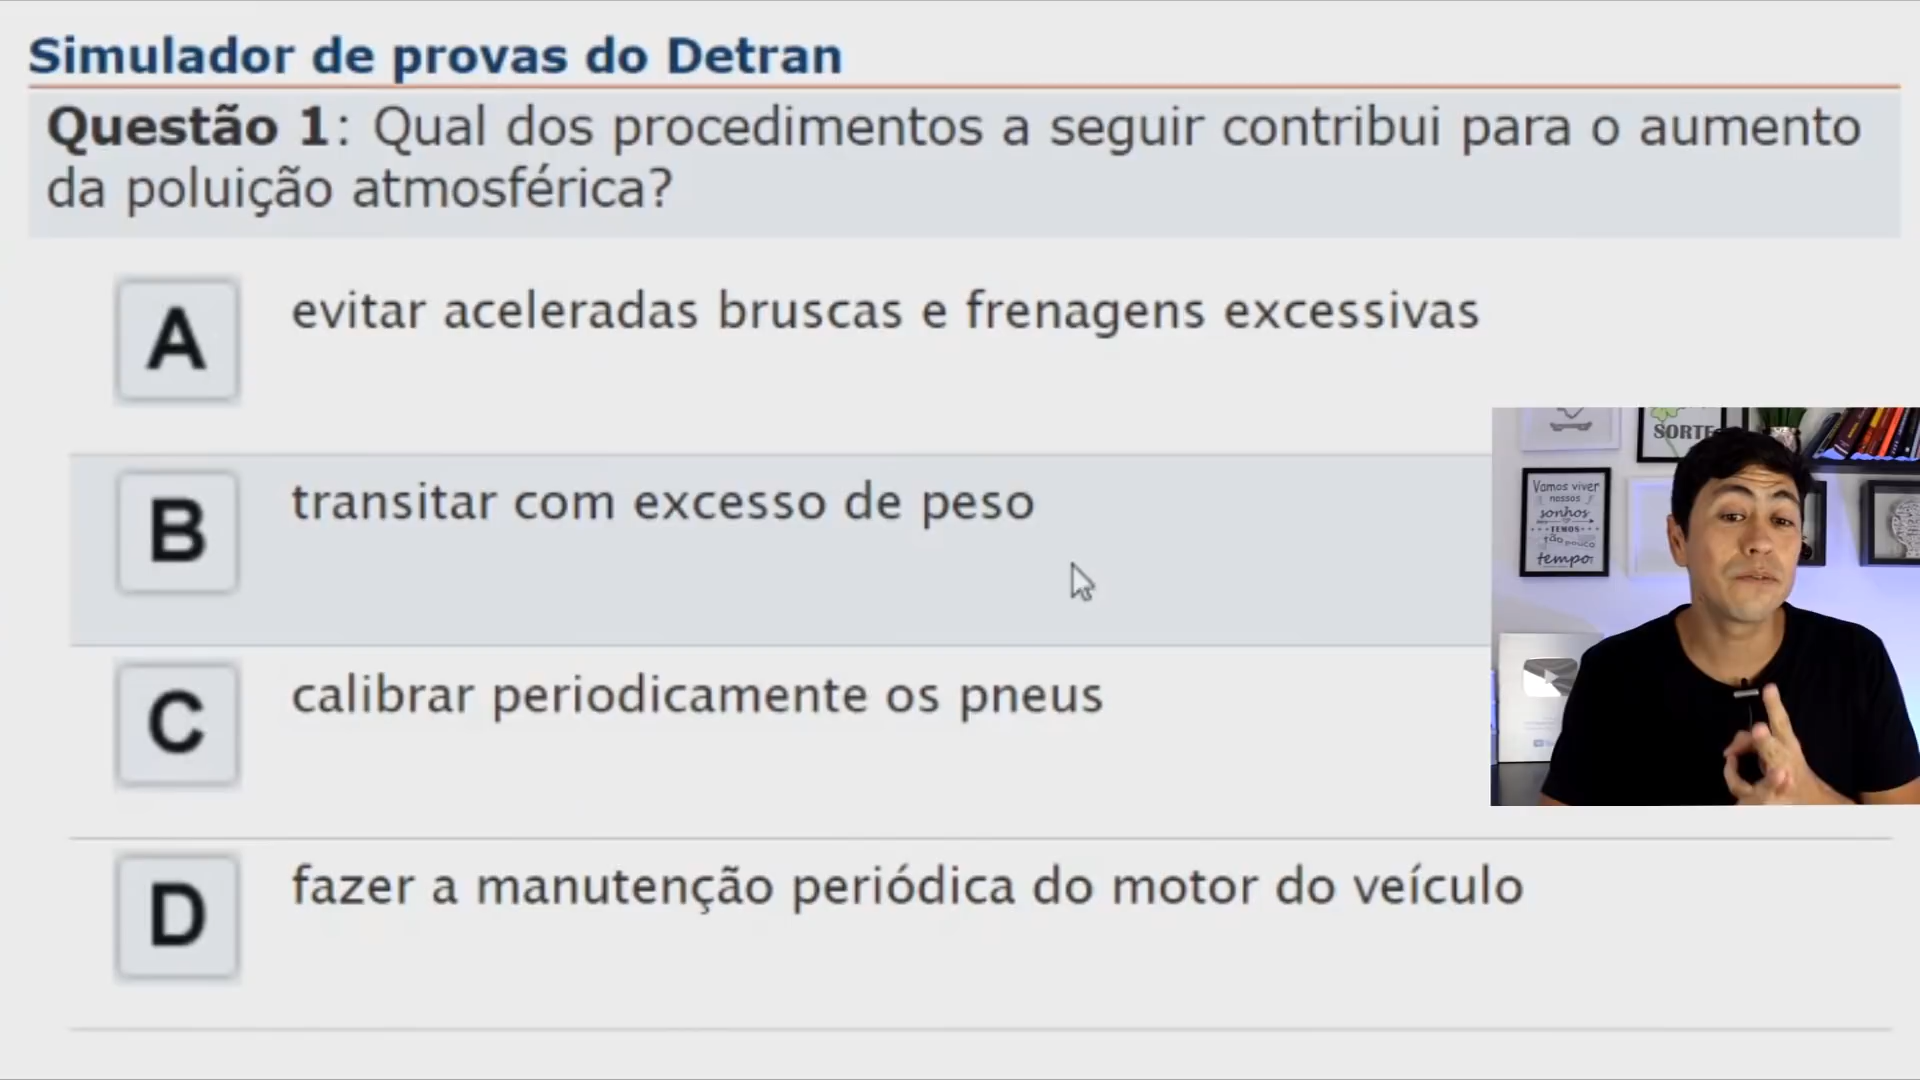 Simulador de provas do Detran
Questão 1: Qual dos procedimentos a seguir contribui para o aumento
da poluição atmosférica?
A
evitar aceleradas bruscas e frenagens excessivas
B
transitar com excesso de peso
C
calibrar periodicamente os pneus
D
fazer a manutenção periódica do motor do veículo
SORTE
Vamos viver
nossos
sonhos
TEMOS
tão pouco
tempo